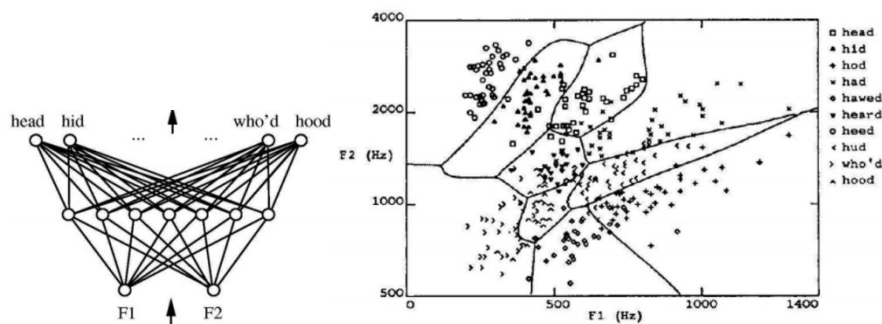 head hid ... ... who'd hood
F1 F2
4000
2000
F2 (Hz)
1000
500
0 500 1000 1400
F1 (Hz)
head
hid
hod
had
hawed
heard
heed
hud
who'd
hood